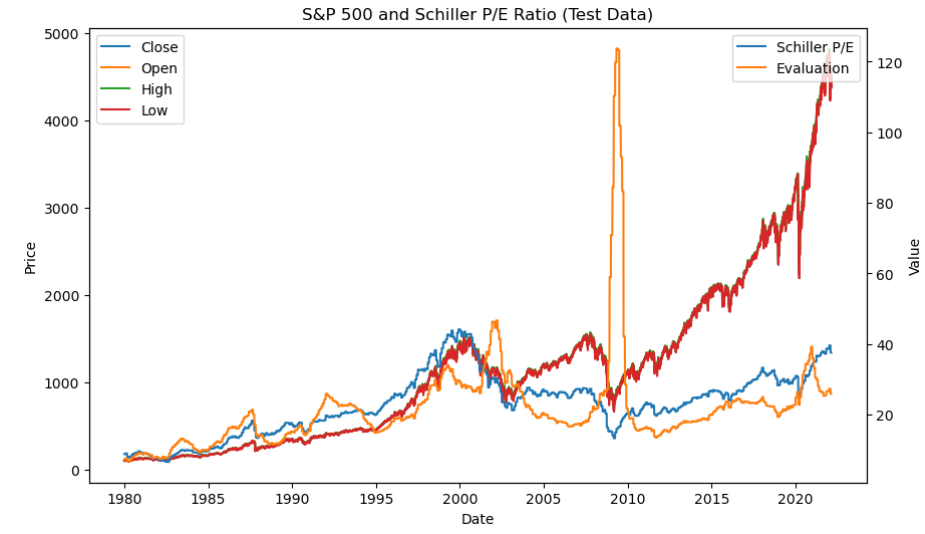 S&P 500 and Schiller P/E Ratio (Test Data)
Close
Open
High
Low
Schiller P/E
Evaluation
5000
4000
3000
2000
1000
0
Price
120
100
80
60
40
20
Value
1980 1985 1990 1995 2000 2005 2010 2015 2020
Date